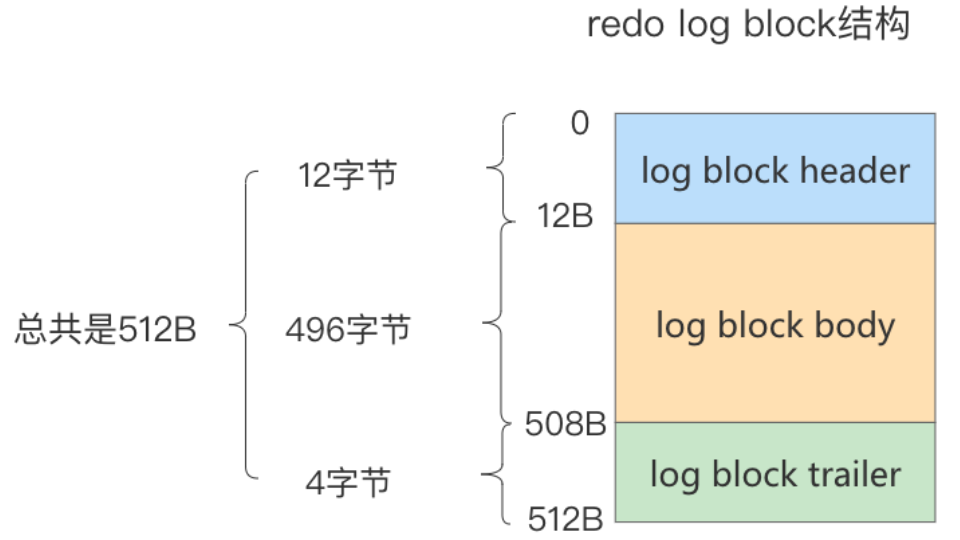 redo log block结构
0
12字节
log block header
12B
总共是512B
496字节
log block body
508B
4字节
log block trailer
512B